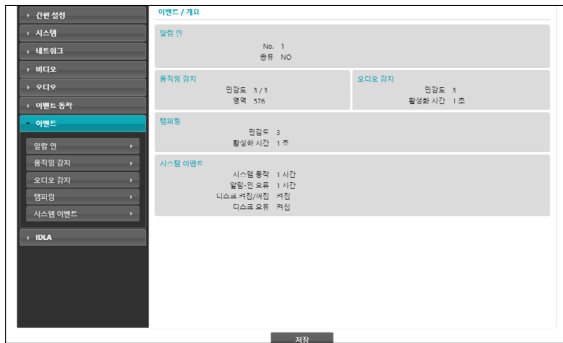 간편 설정
시스템
네트워크
비디오
오디오
이벤트 동작
이벤트
알람 인
움직임 감지
오디오 감지
탬퍼링
시스템 이벤트
IDLA
이벤트 / 개요
알람 인
No. 1
종류 NO
움직임 감지
민감도 3 / 3
영역 576
오디오 감지
민감도 3
활성화 시간 1 초
탬퍼링
민감도 3
활성화 시간 1 초
시스템 이벤트
시스템 동작 1 시간
알람-인 오류 1 시간
디스크 켜짐/꺼짐 켜짐
디스크 오류 켜짐
저장